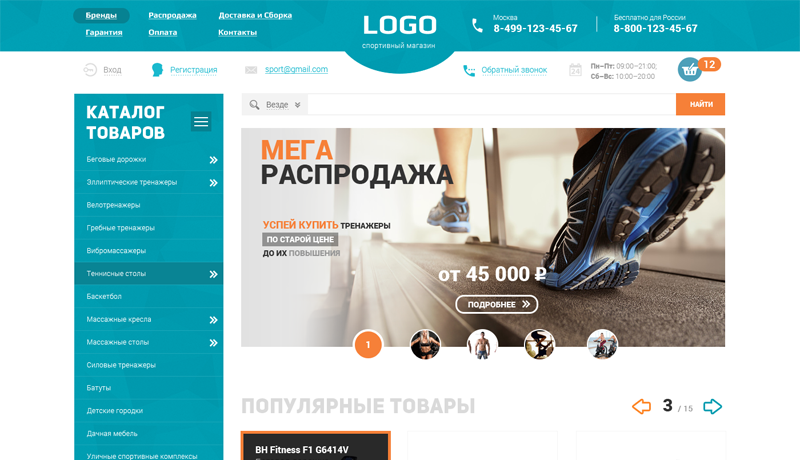 Бренды
Распродажа
Доставка и Сборка
Гарантия
Оплата
Контакты
LOGO
спортивный магазин
Москва
8-499-123-45-67
Бесплатно для России
8-800-123-45-67
Вход
Регистрация
sport@gmail.com
Обратный звонок
24
Пн-Пт: 09:00–21:00;
Сб-Вс: 10:00–20:00
12
КАТАЛОГ
ТОВАРОВ
Беговые дорожки
Эллиптические тренажеры
Велотренажеры
Гребные тренажеры
Вибромассажеры
Теннисные столы
Баскетбол
Массажные кресла
Массажные столы
Силовые тренажеры
Батуты
Детские городки
Дачная мебель
Уличные спортивные комплексы
Везде
НАЙТИ
МЕГА
РАСПРОДАЖА
УСПЕЙ КУПИТЬ ТРЕНАЖЕРЫ
ПО СТАРОЙ ЦЕНЕ
ДО ИХ ПОВЫШЕНИЯ
от 45 000 ₽
ПОДРОБНЕЕ
1
ПОПУЛЯРНЫЕ ТОВАРЫ
3 / 15
BH Fitness F1 G6414V